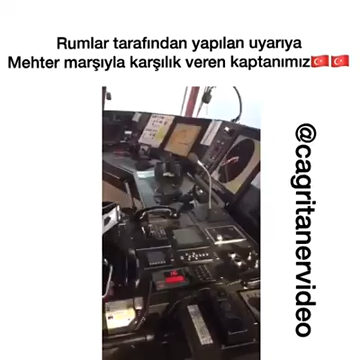 Rumlar tarafından yapılan uyarıya
Mehter marşıyla karşılık veren kaptanımız🇹🇷🇹🇷
@cagritanervideo